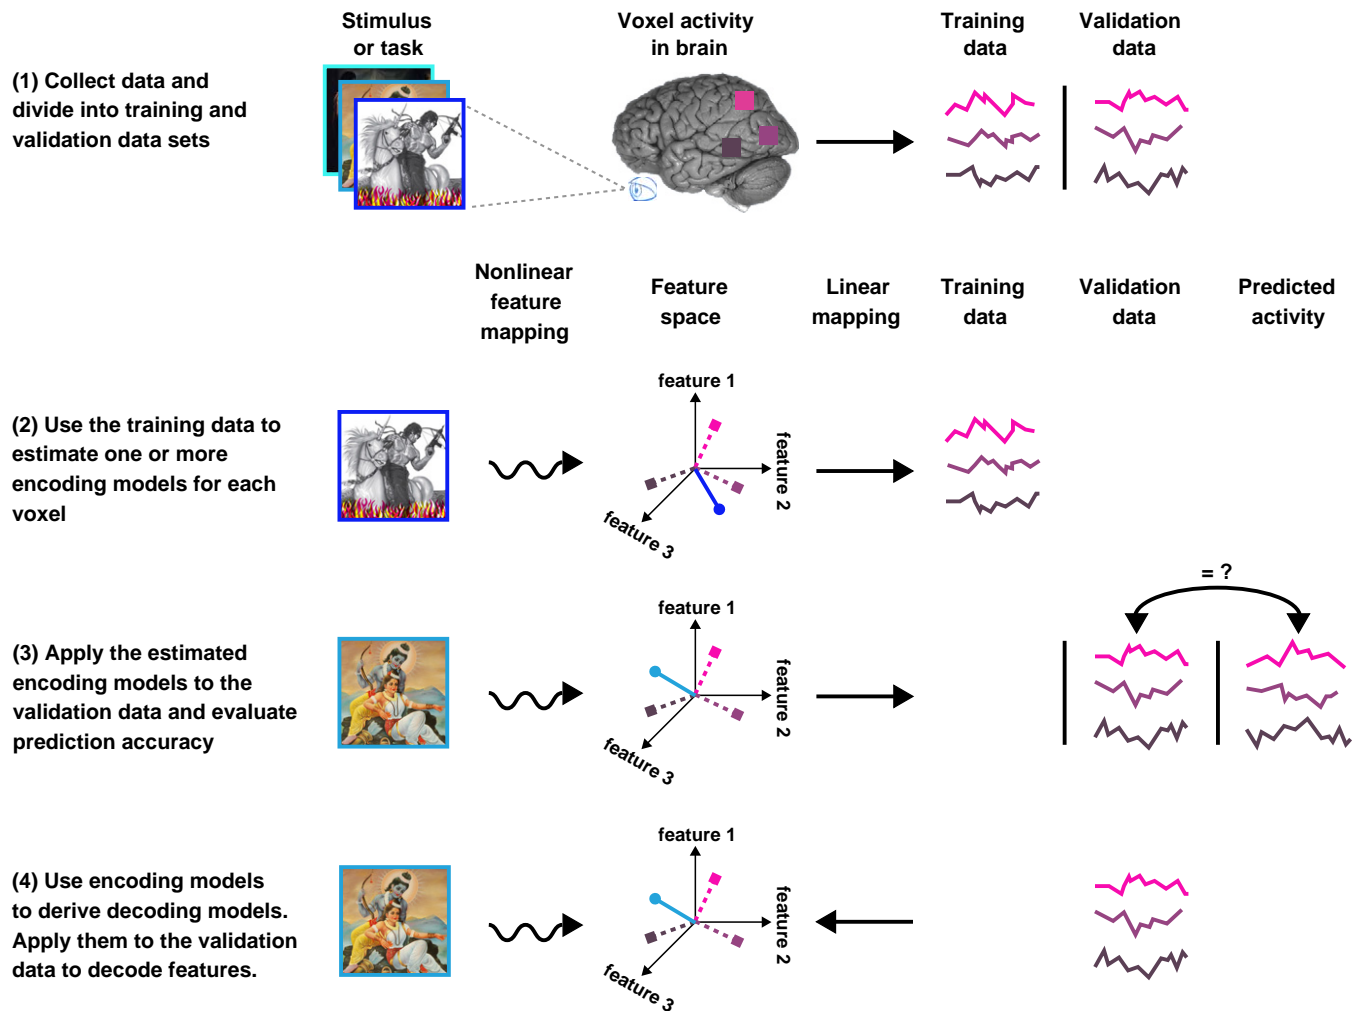 Stimulus
or task
Voxel activity
in brain
Training
data
Validation
data
(1) Collect data and
divide into training and
validation data sets
Nonlinear
feature
mapping
Feature
space
Linear
mapping
Training
data
Validation
data
Predicted
activity
(2) Use the training data to
estimate one or more
encoding models for each
voxel
feature 1
feature 2
feature 3
(3) Apply the estimated
encoding models to the
validation data and evaluate
prediction accuracy
feature 1
feature 2
feature 3
= ?
(4) Use encoding models
to derive decoding models.
Apply them to the validation
data to decode features.
feature 1
feature 2
feature 3